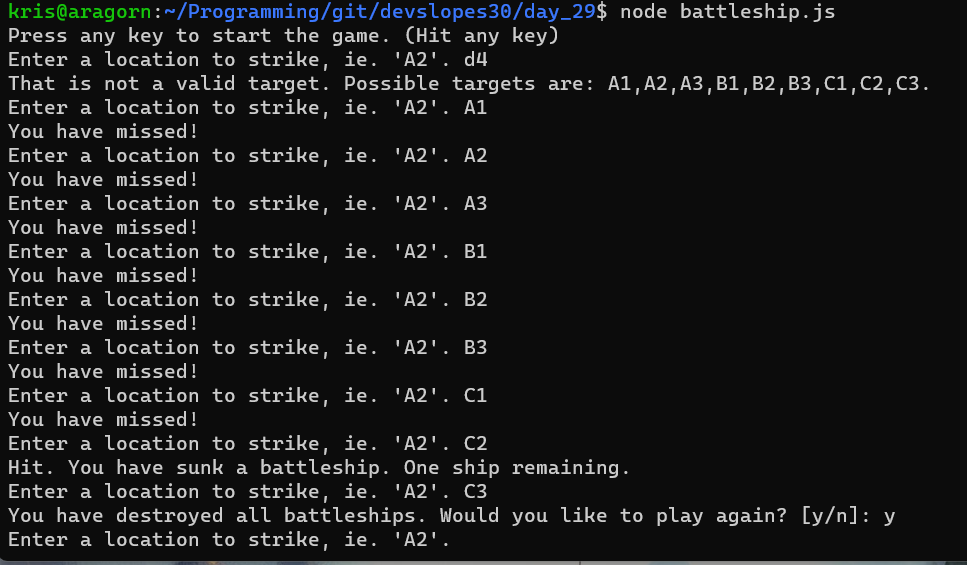 kris@aragorn:~/Programming/git/devslopes30/day_29$ node battleship.js
Press any key to start the game. (Hit any key)
Enter a location to strike, ie. 'A2'. d4
That is not a valid target. Possible targets are: A1,A2,A3,B1,B2,B3,C1,C2,C3.
Enter a location to strike, ie. 'A2'. A1
You have missed!
Enter a location to strike, ie. 'A2'. A2
You have missed!
Enter a location to strike, ie. 'A2'. A3
You have missed!
Enter a location to strike, ie. 'A2'. B1
You have missed!
Enter a location to strike, ie. 'A2'. B2
You have missed!
Enter a location to strike, ie. 'A2'. B3
You have missed!
Enter a location to strike, ie. 'A2'. C1
You have missed!
Enter a location to strike, ie. 'A2'. C2
Hit. You have sunk a battleship. One ship remaining.
Enter a location to strike, ie. 'A2'. C3
You have destroyed all battleships. Would you like to play again? [y/n]: y
Enter a location to strike, ie. 'A2'.